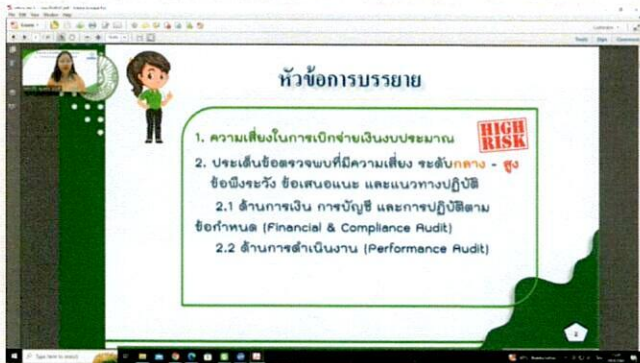 หัวข้อการบรรยาย
1. ความเสี่ยงในการเบิกจ่ายเงินงบประมาณ
HIGH RISK
2. ประเด็นข้อตรวจพบที่มีความเสี่ยง ระดับกลาง - สูง
ข้อพึงระวัง ข้อเสนอแนะ และแนวทางปฏิบัติ
2.1 ด้านการเงิน การบัญชี และการปฏิบัติตาม
ข้อกำหนด (Financial & Compliance Audit)
2.2 ด้านการดำเนินงาน (Performance Audit)
Type here to search